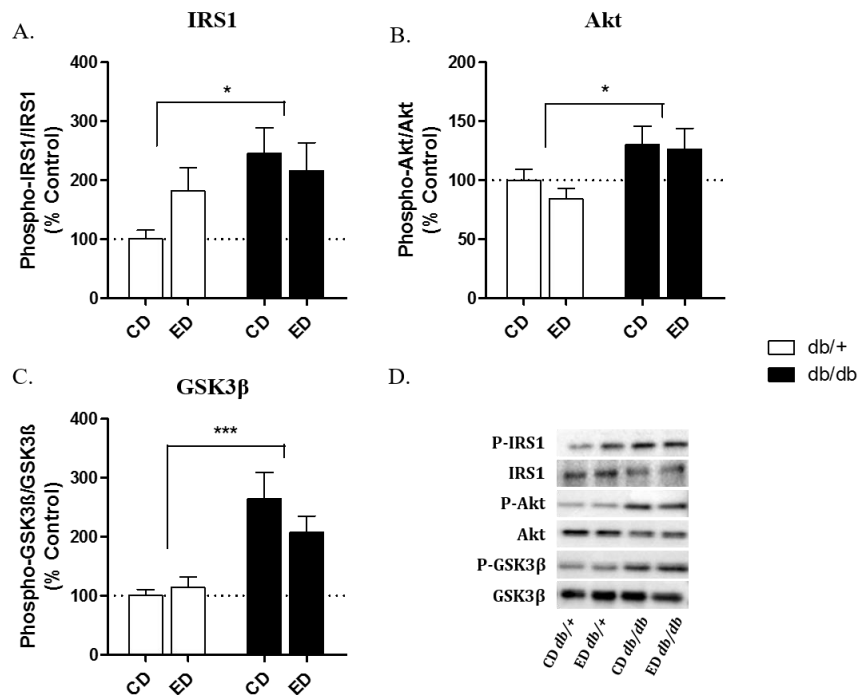 A.
IRS1
Phospho-IRS1/IRS1
(% Control)
400
300
200
100
0
*
CD
ED
CD
ED
B.
Akt
Phospho-Akt/Akt
(% Control)
200
150
100
50
0
*
CD
ED
CD
ED
db/+
db/db
C.
GSK3β
Phospho-GSK3ß/GSK3ß
(% Control)
400
300
200
100
0
***
CD
ED
CD
ED
D.
P-IRS1
IRS1
P-Akt
Akt
P-GSK3β
GSK3β
CD db/+
ED db/+
CD db/db
ED db/db